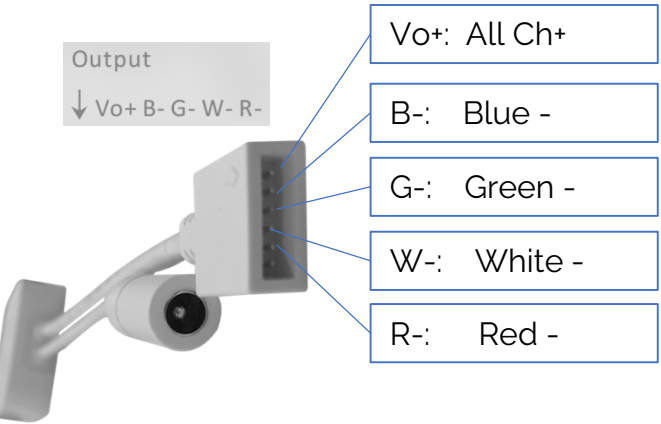 Output
↓ Vo+ B- G- W- R-
Vo+: All Ch+
B-: Blue -
G-: Green -
W-: White -
R-: Red -